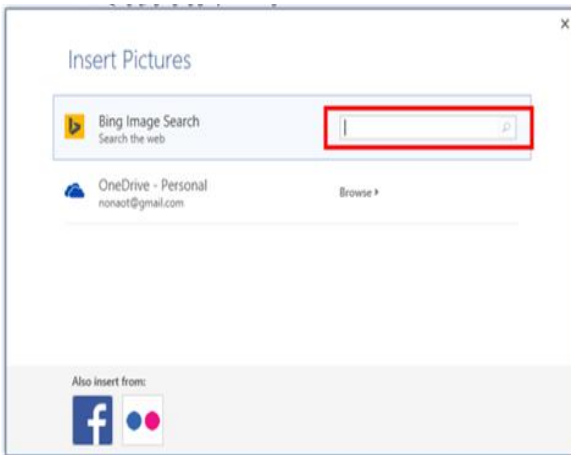 Insert Pictures
Bing Image Search
Search the web
OneDrive - Personal
nonaot@gmail.com
Browse
Also insert from: